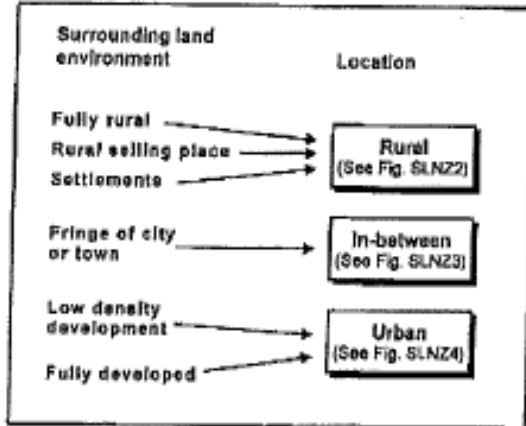 Surrounding land
environment
Location
Fully rural
Rural selling place
Settlements
Rural
(See Fig. SLNZ2)
Fringe of city
or town
In-between
(See Fig. SLNZ3)
Low density
development
Fully developed
Urban
(See Fig. SLNZ4)